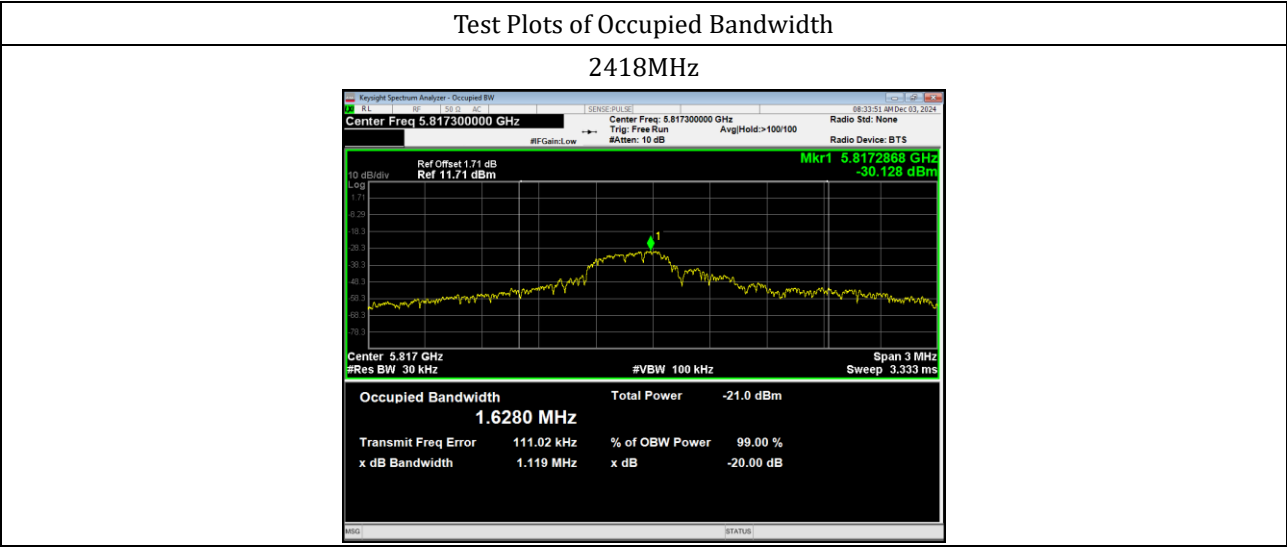 Test Plots of Occupied Bandwidth
2418MHz
Keysight Spectrum Analyzer - Occupied BW
RL RF 50 Ω AC SENSE:PULSE 08:33:51 AM Dec 03, 2024
Center Freq 5.817300000 GHz Center Freq: 5.817300000 GHz Radio Std: None
Trig: Free Run Avg|Hold:>100/100
#IFGain:Low #Atten: 10 dB Radio Device: BTS
Mkr1 5.8172868 GHz
-30.128 dBm
Ref Offset 1.71 dB
10 dB/div Ref 11.71 dBm
Log
1.71
-8.29
-18.3
-28.3
-38.3
-48.3
-58.3
-68.3
-78.3
1
Center 5.817 GHz Span 3 MHz
#Res BW 30 kHz #VBW 100 kHz Sweep 3.333 ms
Occupied Bandwidth Total Power -21.0 dBm
1.6280 MHz
Transmit Freq Error 111.02 kHz % of OBW Power 99.00 %
x dB Bandwidth 1.119 MHz x dB -20.00 dB
MSG STATUS